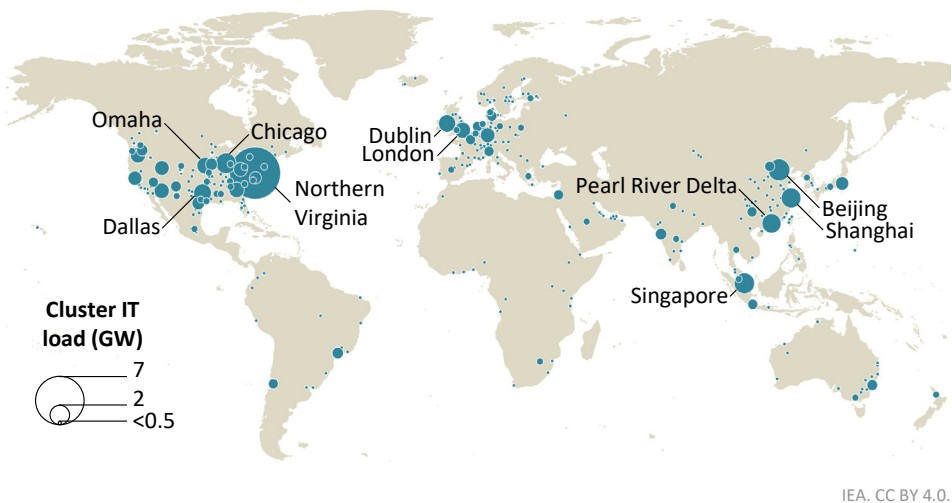 Omaha
Chicago
Dublin
London
Northern
Virginia
Pearl River Delta
Beijing
Shanghai
Dallas
Singapore
Cluster IT
load (GW)
7
2
<0.5
IEA. CC BY 4.0.